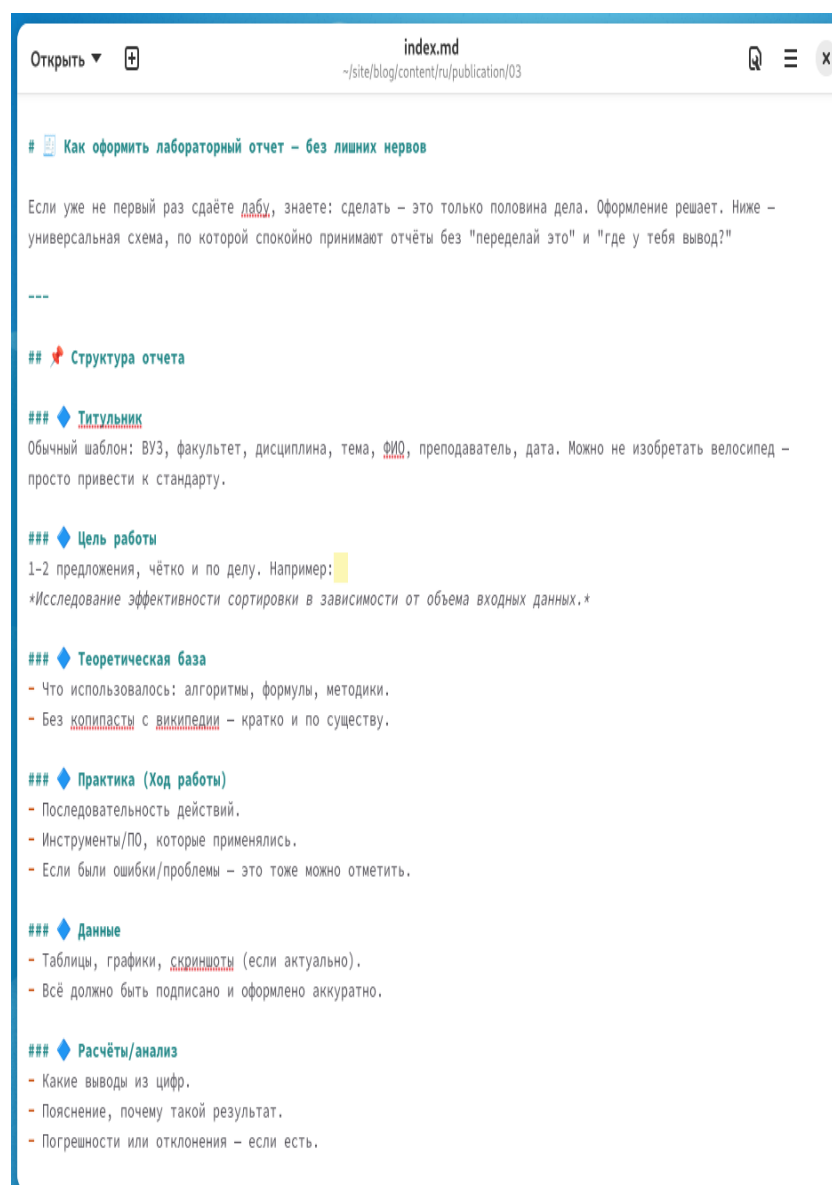 Открыть
index.md
~/site/blog/content/ru/publication/03
# 🧾 Как оформить лабораторный отчет – без лишних нервов
Если уже не первый раз сдаёте лабу, знаете: сделать – это только половина дела. Оформление решает. Ниже –
универсальная схема, по которой спокойно принимают отчёты без "переделай это" и "где у тебя вывод?"
---
## 📌 Структура отчета
### 🔷 Титульник
Обычный шаблон: ВУЗ, факультет, дисциплина, тема, ФИО, преподаватель, дата. Можно не изобретать велосипед –
просто привести к стандарту.
### 🔷 Цель работы
1-2 предложения, чётко и по делу. Например:
*Исследование эффективности сортировки в зависимости от объема входных данных.*
### 🔷 Теоретическая база
- Что использовалось: алгоритмы, формулы, методики.
- Без копипасты с википедии – кратко и по существу.
### 🔷 Практика (Ход работы)
- Последовательность действий.
- Инструменты/ПО, которые применялись.
- Если были ошибки/проблемы – это тоже можно отметить.
### 🔷 Данные
- Таблицы, графики, скриншоты (если актуально).
- Всё должно быть подписано и оформлено аккуратно.
### 🔷 Расчёты/анализ
- Какие выводы из цифр.
- Пояснение, почему такой результат.
- Погрешности или отклонения – если есть.